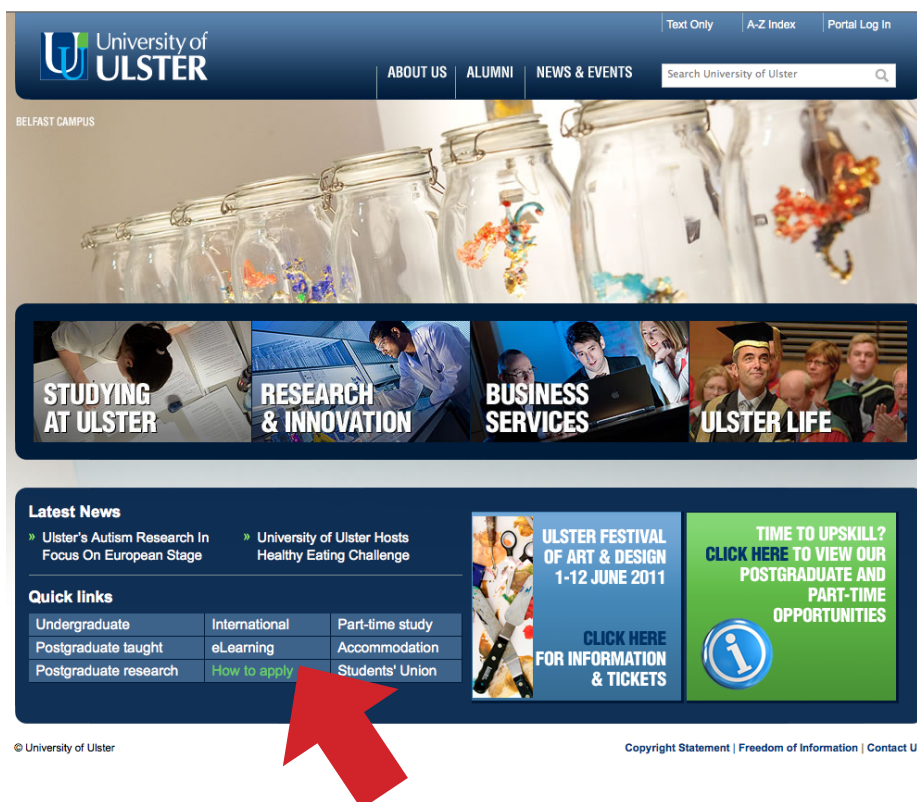 Text Only
A-Z Index
Portal Log In
University of
ULSTER
ABOUT US
ALUMNI
NEWS & EVENTS
Search University of Ulster
BELFAST CAMPUS
STUDYING
AT ULSTER
RESEARCH
& INNOVATION
BUSINESS
SERVICES
ULSTER LIFE
Latest News
» Ulster's Autism Research In
Focus On European Stage
» University of Ulster Hosts
Healthy Eating Challenge
Quick links
Undergraduate
International
Part-time study
Postgraduate taught
eLearning
Accommodation
Postgraduate research
How to apply
Students' Union
ULSTER FESTIVAL
OF ART & DESIGN
1-12 JUNE 2011
CLICK HERE
FOR INFORMATION
& TICKETS
TIME TO UPSKILL?
CLICK HERE TO VIEW OUR
POSTGRADUATE AND
PART-TIME
OPPORTUNITIES
© University of Ulster
Copyright Statement | Freedom of Information | Contact U